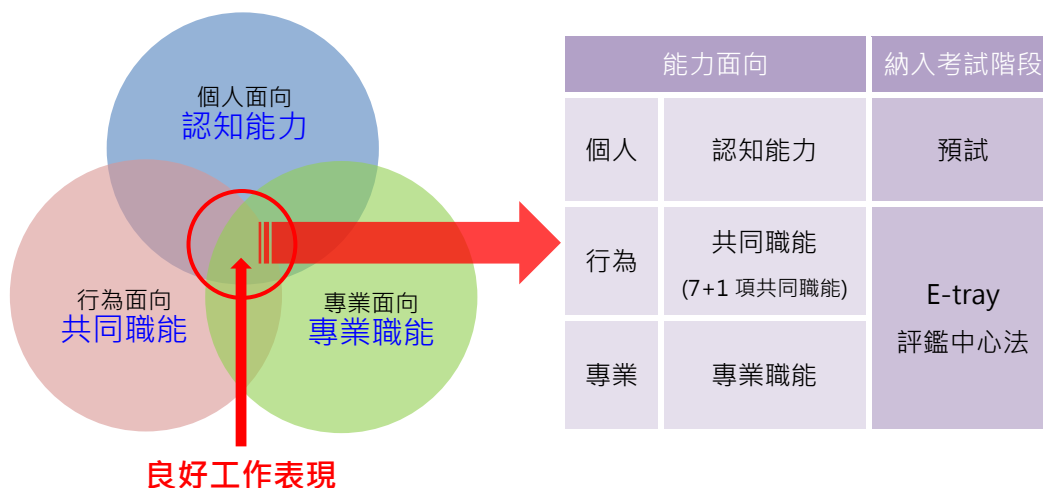 個人面向
認知能力
行為面向
共同職能
專業面向
專業職能
良好工作表現
能力面向 納入考試階段
個人 認知能力 預試
行為 共同職能
(7+1 項共同職能)
專業 專業職能
E-tray
評鑑中心法